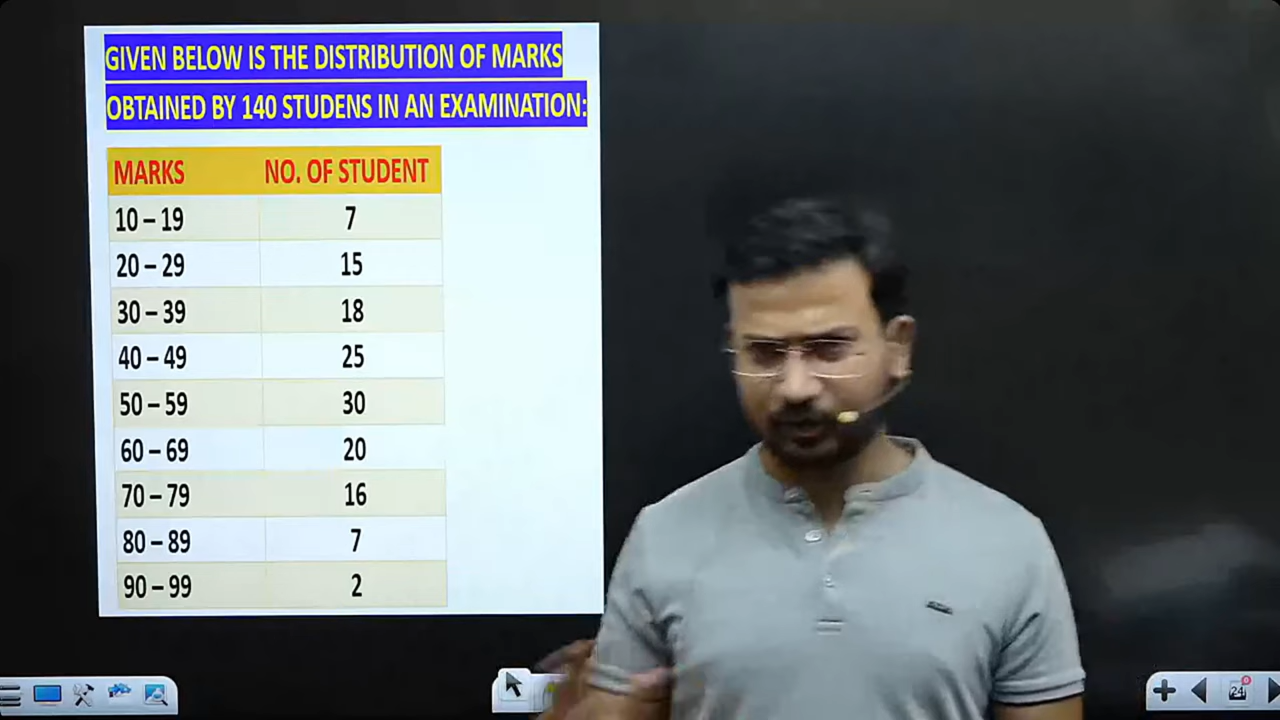 GIVEN BELOW IS THE DISTRIBUTION OF MARKS
OBTAINED BY 140 STUDENS IN AN EXAMINATION:
MARKS NO. OF STUDENT
10 – 19 7
20 – 29 15
30 – 39 18
40 – 49 25
50 – 59 30
60 – 69 20
70 – 79 16
80 – 89 7
90 – 99 2
24